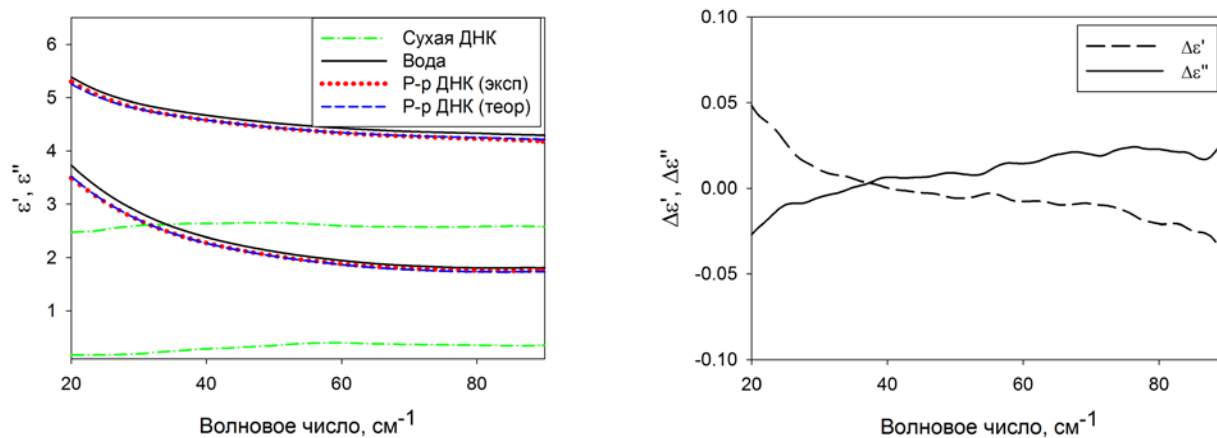 6
5
4
3
2
1
ε', ε"
Сухая ДНК
Вода
Р-р ДНК (эксп)
Р-р ДНК (теор)
20 40 60 80
Волновое число, см⁻¹
0.10
0.05
0.00
-0.05
-0.10
Δε', Δε"
Δε'
Δε"
20 40 60 80
Волновое число, см⁻¹